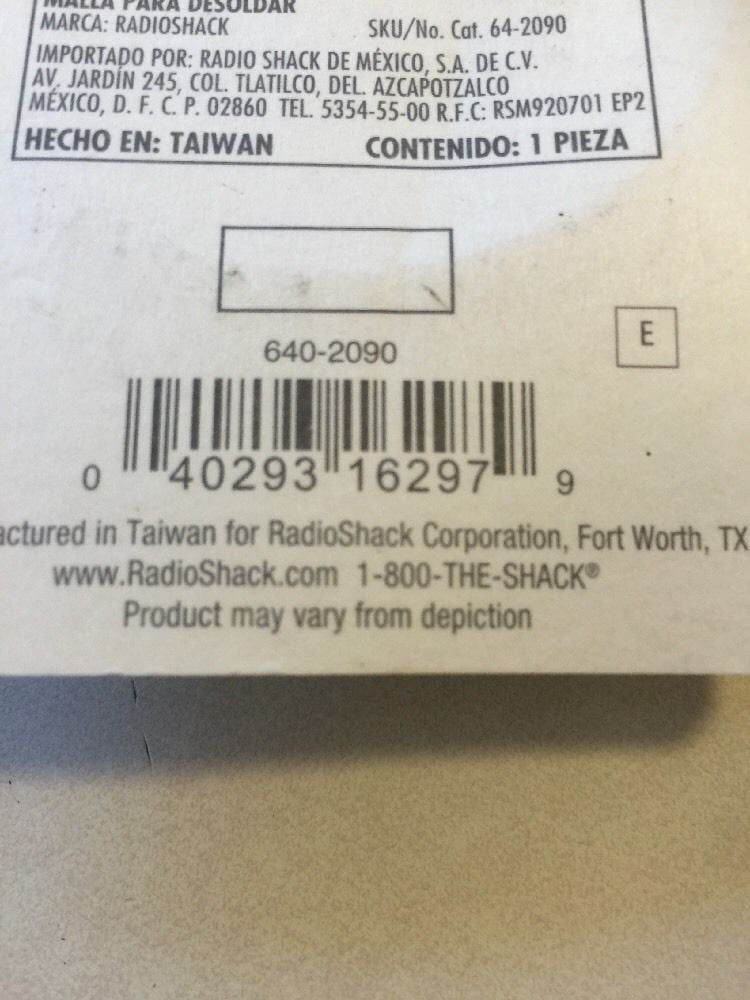 MALLA PARA DESOLDAR
MARCA: RADIOSHACK SKU/No. Cat. 64-2090
IMPORTADO POR: RADIO SHACK DE MÉXICO, S.A. DE C.V.
AV. JARDÍN 245, COL. TLATILCO, DEL. AZCAPOTZALCO
MÉXICO, D. F. C. P. 02860 TEL. 5354-55-00 R.F.C: RSM920701 EP2
HECHO EN: TAIWAN CONTENIDO: 1 PIEZA
E
640-2090
0 40293 16297 9
actured in Taiwan for RadioShack Corporation, Fort Worth, TX
www.RadioShack.com 1-800-THE-SHACK®
Product may vary from depiction